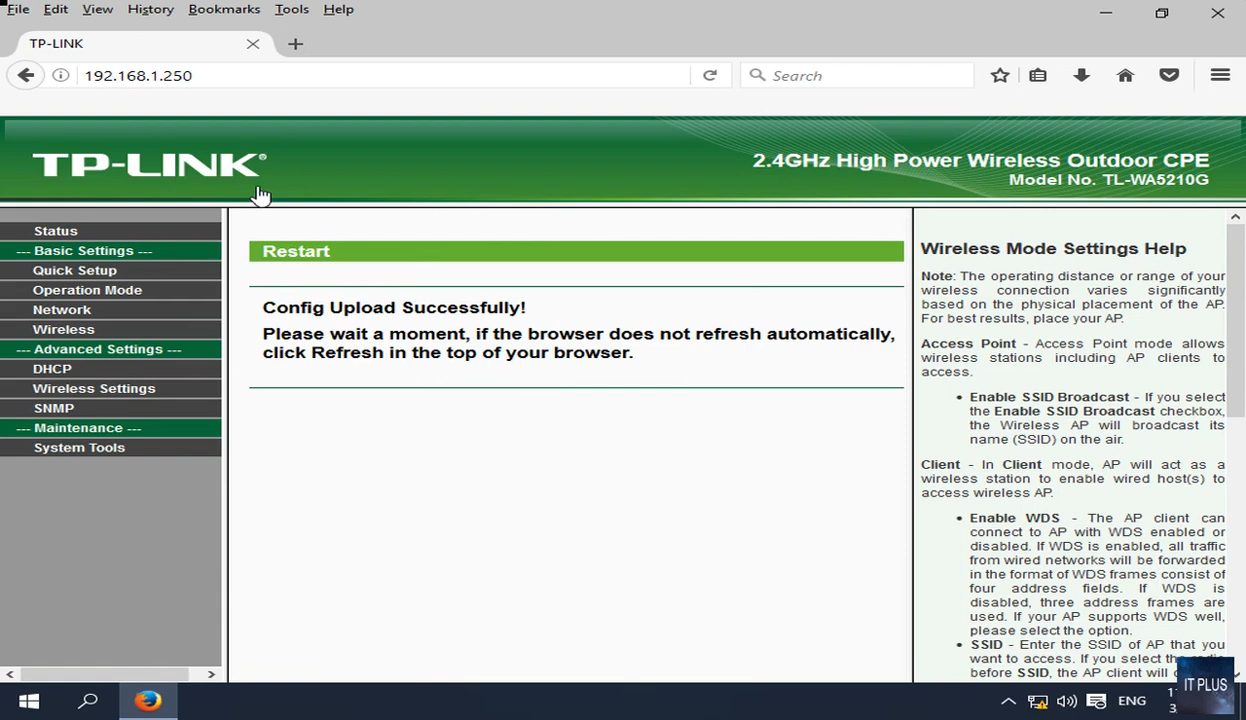 File Edit View History Bookmarks Tools Help
TP-LINK
192.168.1.250
Search
TP-LINK®
2.4GHz High Power Wireless Outdoor CPE
Model No. TL-WA5210G
Status
--- Basic Settings ---
Quick Setup
Operation Mode
Network
Wireless
--- Advanced Settings ---
DHCP
Wireless Settings
SNMP
--- Maintenance ---
System Tools
Restart
Config Upload Successfully!
Please wait a moment, if the browser does not refresh automatically,
click Refresh in the top of your browser.
Wireless Mode Settings Help
Note: The operating distance or range of your
wireless connection varies significantly
based on the physical placement of the AP.
For best results, place your AP.
Access Point - Access Point mode allows
wireless stations including AP clients to
access.
• Enable SSID Broadcast - If you select
the Enable SSID Broadcast checkbox,
the Wireless AP will broadcast its
name (SSID) on the air.
Client - In Client mode, AP will act as a
wireless station to enable wired host(s) to
access wireless AP.
• Enable WDS - The AP client can
connect to AP with WDS enabled or
disabled. If WDS is enabled, all traffic
from wired networks will be forwarded
in the format of WDS frames consist of
four address fields. If WDS is
disabled, three address frames are
used. If your AP supports WDS well,
please select the option.
• SSID - Enter the SSID of AP that you
want to access. If you select the radio
before SSID, the AP client will
ENG
IT PLUS